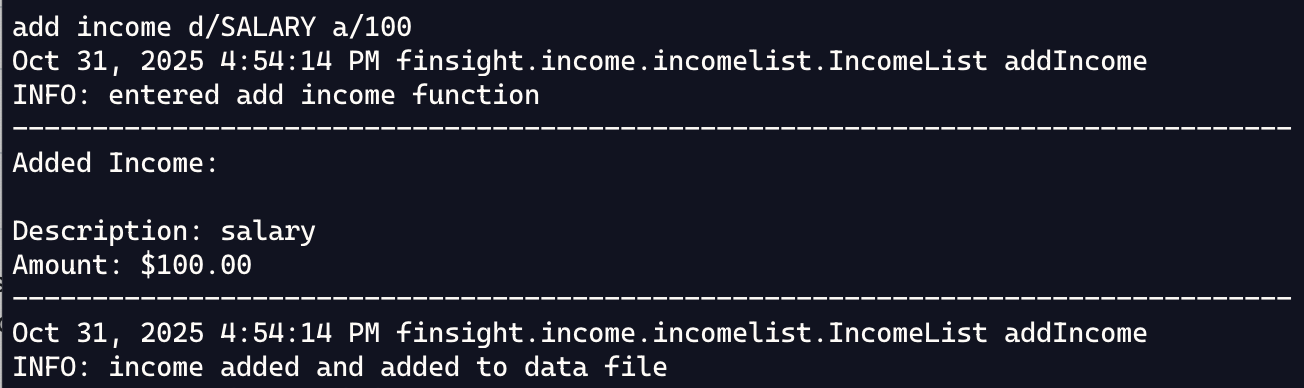 add income d/SALARY a/100
Oct 31, 2025 4:54:14 PM finsight.income.incomelist.IncomeList addIncome
INFO: entered add income function
--------------------------------------------------------------------------------
Added Income:

Description: salary
Amount: $100.00
--------------------------------------------------------------------------------
Oct 31, 2025 4:54:14 PM finsight.income.incomelist.IncomeList addIncome
INFO: income added and added to data file